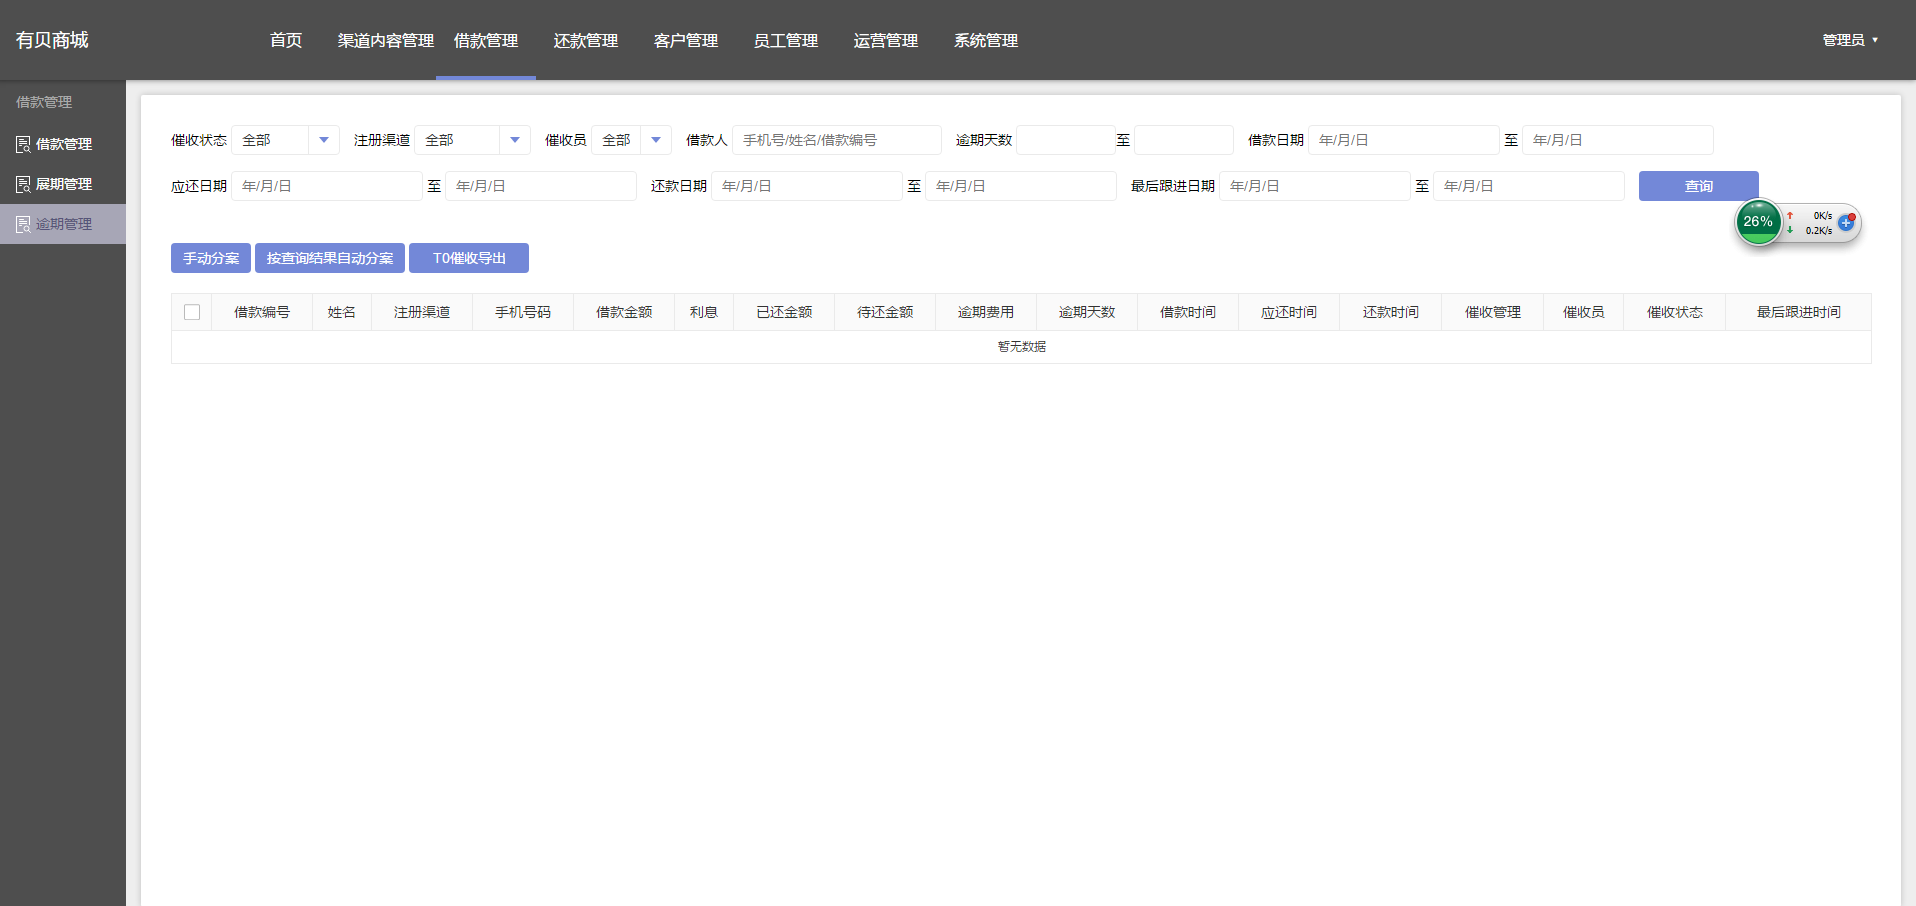 有贝商城 首页 渠道内容管理 借款管理 还款管理 客户管理 员工管理 运营管理 系统管理 管理员
借款管理
借款管理
展期管理
逾期管理
催收状态 全部 注册渠道 全部 催收员 全部 借款人 手机号/姓名/借款编号 逾期天数 至 借款日期 年/月/日 至 年/月/日
应还日期 年/月/日 至 年/月/日 还款日期 年/月/日 至 年/月/日 最后跟进日期 年/月/日 至 年/月/日 查询
26% 0K/s
0.2K/s
手动分案 按查询结果自动分案 T0催收导出
借款编号 姓名 注册渠道 手机号码 借款金额 利息 已还金额 待还金额 逾期费用 逾期天数 借款时间 应还时间 还款时间 催收管理 催收员 催收状态 最后跟进时间
暂无数据